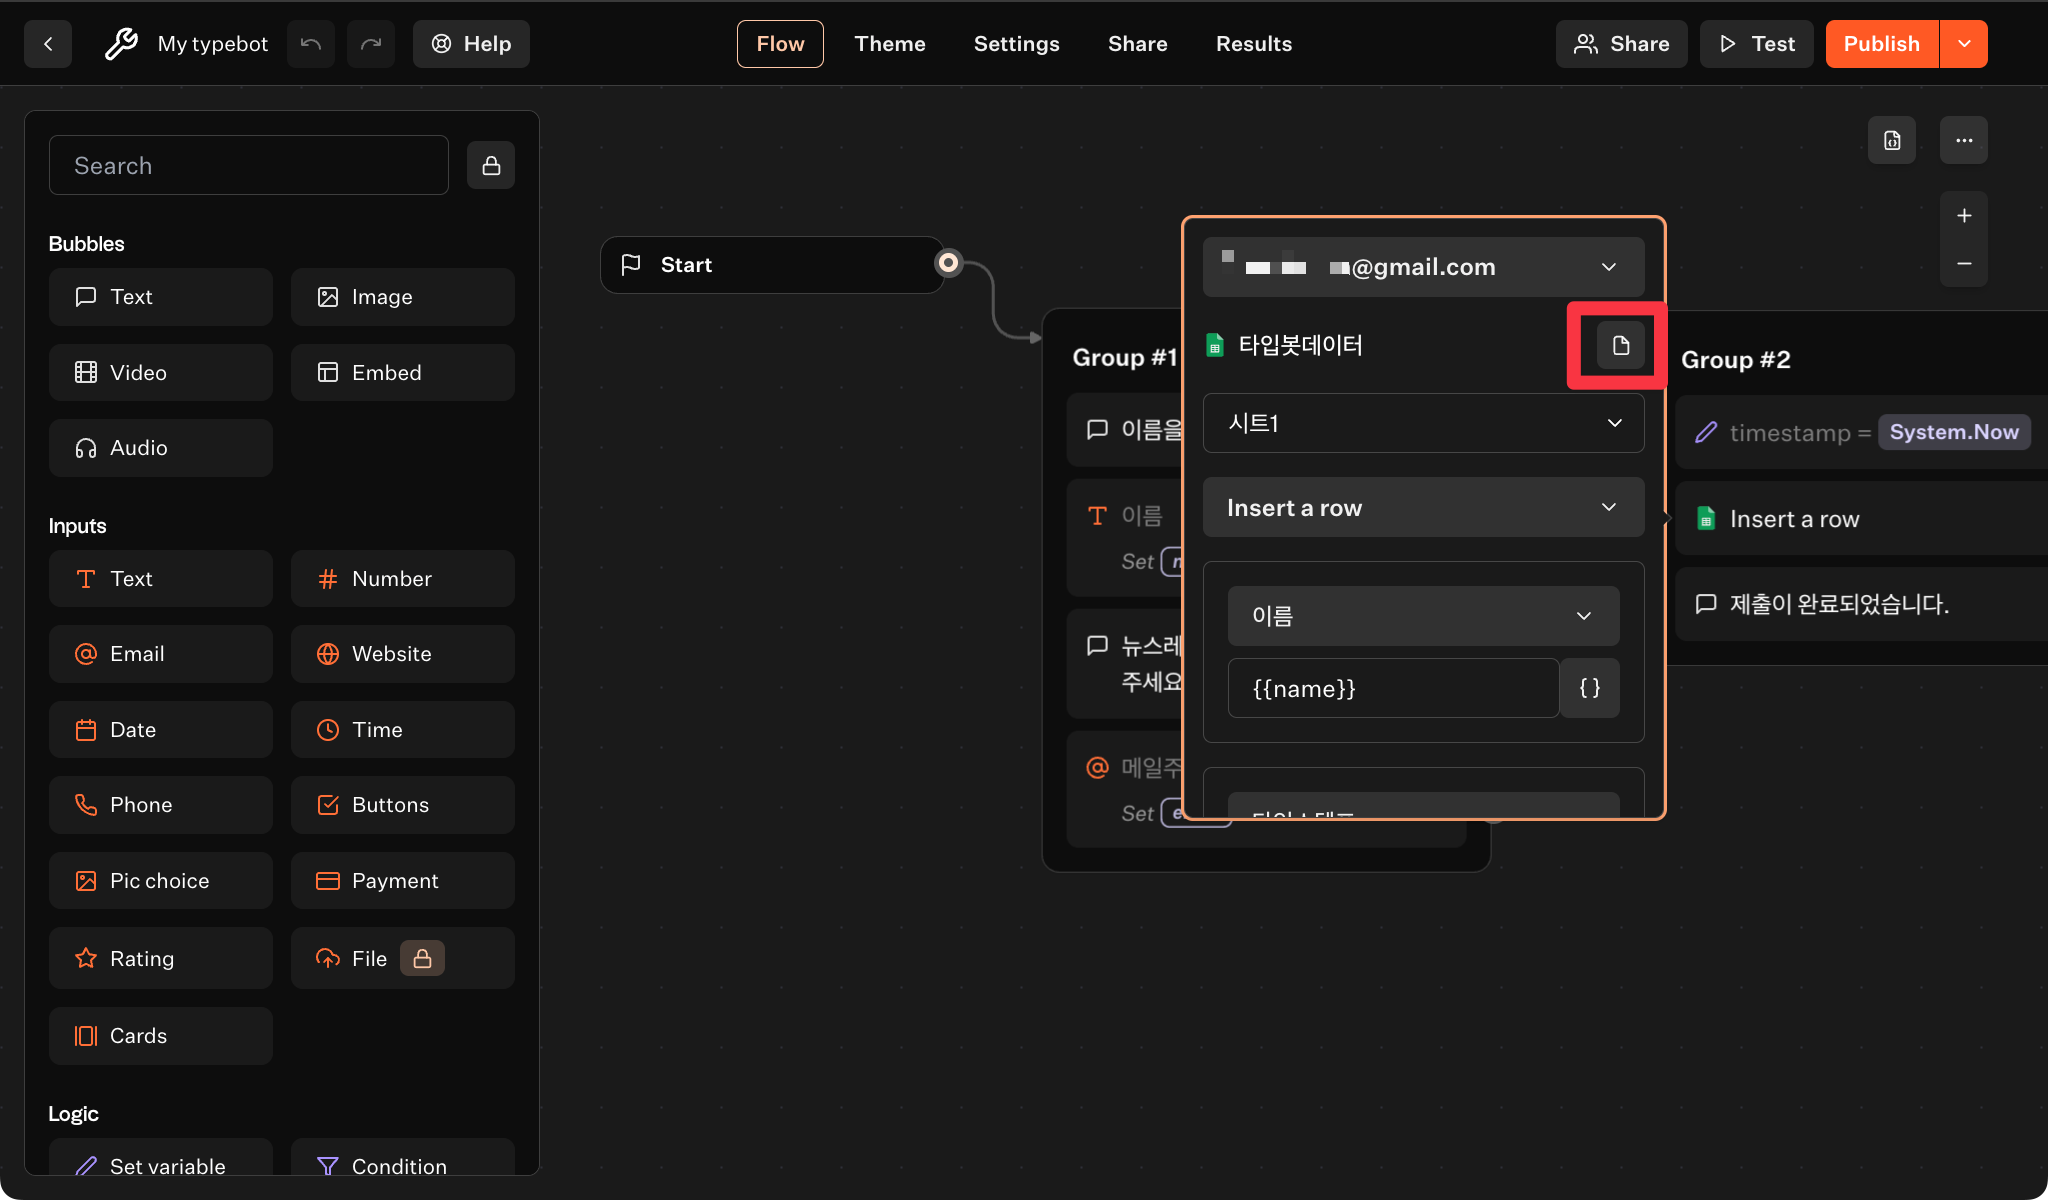 My typebot
Help
Flow
Theme
Settings
Share
Results
Share
Test
Publish
Search
Bubbles
Text
Image
Video
Embed
Audio
Inputs
Text
Number
Email
Website
Date
Time
Phone
Buttons
Pic choice
Payment
Rating
File
Cards
Logic
Set variable
Condition
Start
Group #1
이름을
이름
Set
뉴스레
주세요
메일주
Set
@gmail.com
타입봇데이터
시트1
Insert a row
이름
{{name}}
{ }
Group #2
timestamp = System.Now
Insert a row
제출이 완료되었습니다.